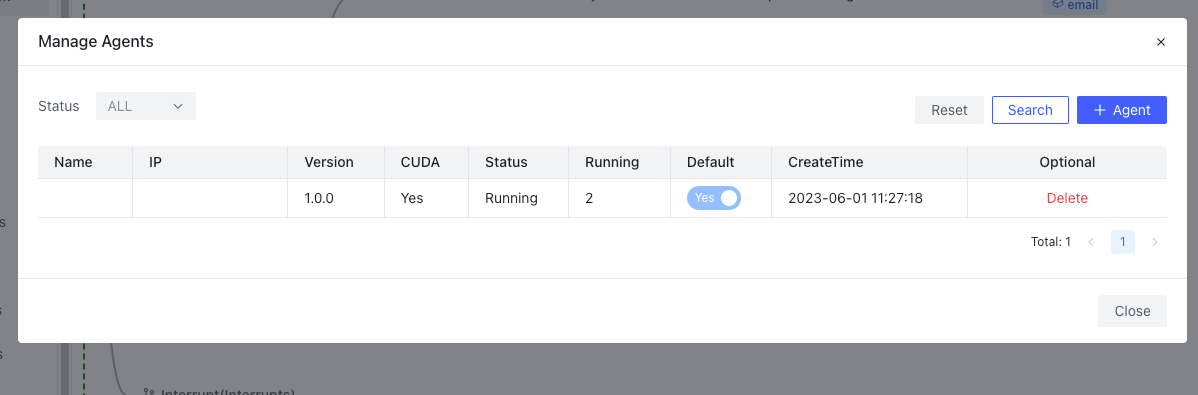 email
Manage Agents
Status ALL
Reset Search + Agent
Name IP Version CUDA Status Running Default CreateTime Optional
1.0.0 Yes Running 2 Yes 2023-06-01 11:27:18 Delete
Total: 1 < 1 >
Close
Interrupt(Interrupts)